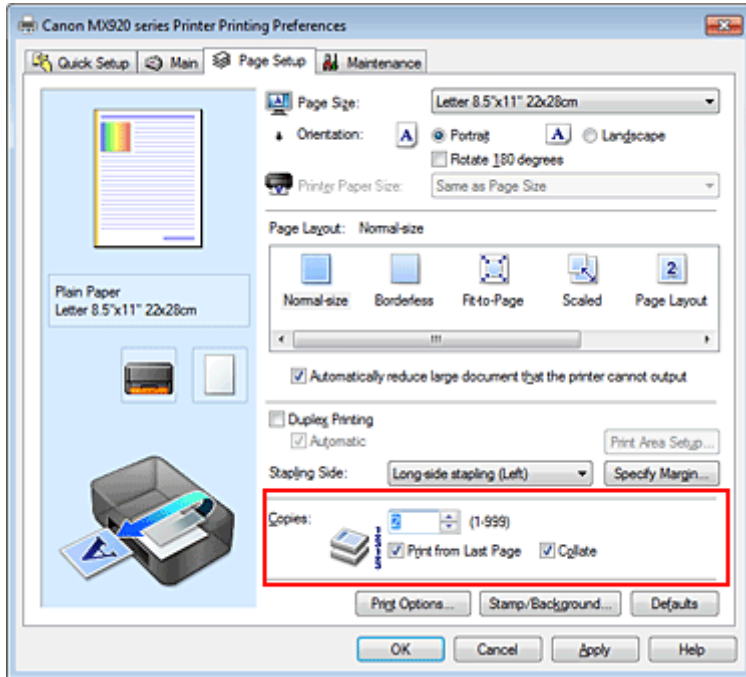 Canon MX920 series Printer Printing Preferences
Quick Setup Main Page Setup Maintenance
Page Size: Letter 8.5"x11" 22x28cm
Orientation: A Portrait A Landscape
Rotate 180 degrees
Printer Paper Size: Same as Page Size
Page Layout: Normal-size
2
Normal-size Borderless Fit-to-Page Scaled Page Layout
Plain Paper
Letter 8.5"x11" 22x28cm
Automatically reduce large document that the printer cannot output
Duplex Printing
Automatic Print Area Setup...
Stapling Side: Long-side stapling (Left) Specify Margin...
Copies: 2 (1-999)
Print from Last Page Collate
A
Print Options... Stamp/Background... Defaults
OK Cancel Apply Help